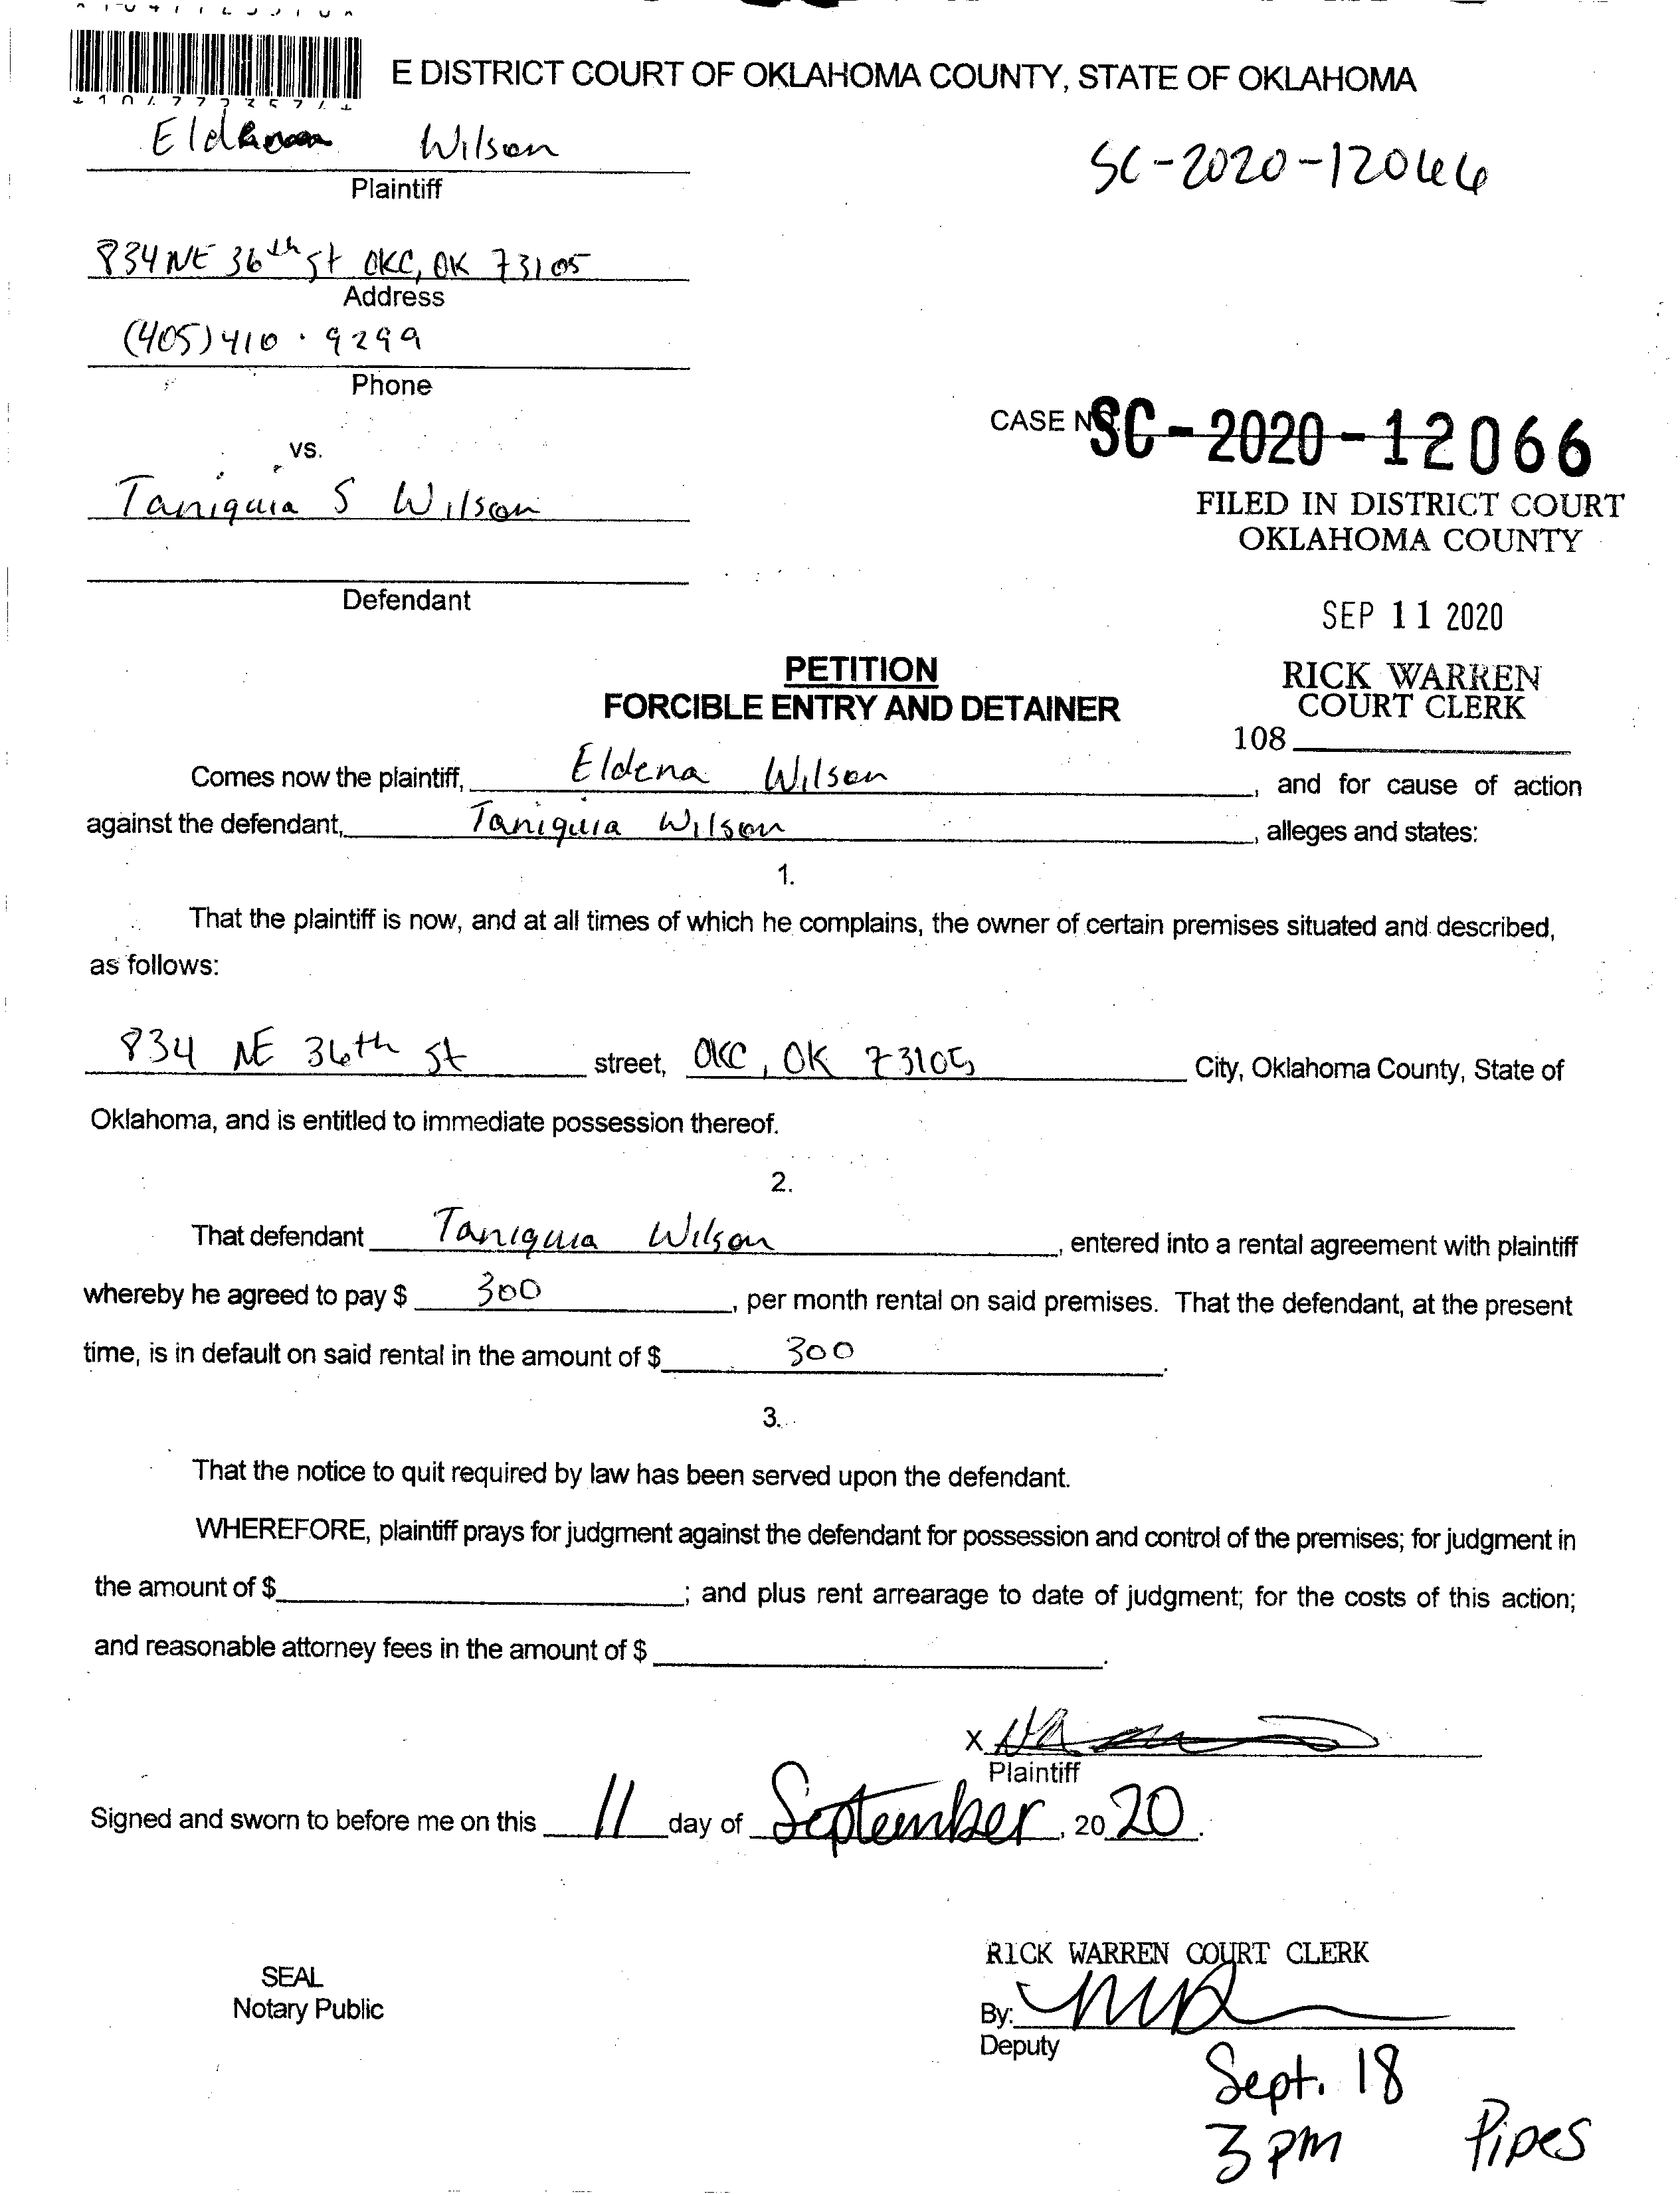 E DISTRICT COURT OF OKLAHOMA COUNTY, STATE OF OKLAHOMA
Wilson
Plaintiff
SC-2020-12066
834 NE 36th St OKC, OK 73105
Address
(405) 410 · 9299
Phone
CASE NO. SC-2020-12066
vs.
FILED IN DISTRICT COURT
OKLAHOMA COUNTY
Taniquia S Wilson
Defendant
SEP 11 2020
PETITION
FORCIBLE ENTRY AND DETAINER
RICK WARREN
COURT CLERK
108
Comes now the plaintiff, Eldena Wilson, and for cause of action
against the defendant, Taniquia Wilson, alleges and states:
1.
That the plaintiff is now, and at all times of which he complains, the owner of certain premises situated and described,
as follows:
834 NE 36th St street, OKC, OK 73105 City, Oklahoma County, State of
Oklahoma, and is entitled to immediate possession thereof.
2.
That defendant Taniquia Wilson, entered into a rental agreement with plaintiff
whereby he agreed to pay $ 300, per month rental on said premises. That the defendant, at the present
time, is in default on said rental in the amount of $ 300.
3.
That the notice to quit required by law has been served upon the defendant.
WHEREFORE, plaintiff prays for judgment against the defendant for possession and control of the premises; for judgment in
the amount of $ ; and plus rent arrearage to date of judgment; for the costs of this action;
and reasonable attorney fees in the amount of $ .
X
Plaintiff
Signed and sworn to before me on this 11 day of September, 2020.
RICK WARREN COURT CLERK
SEAL
Notary Public
By:
Deputy
Sept. 18
3 pm Pipes